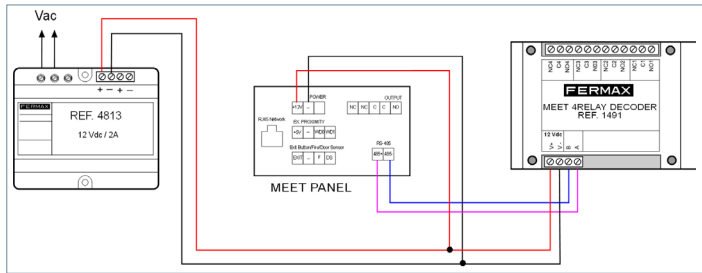 Vac
+ − + −
FERMAX
REF. 4813
12 Vdc / 2A
POWER
+12V –
OUTPUT
NC NC C C NO
RJ45 Network
EX. PROXIMITY
+5V – WD0 WD1
Exit Button/Fire/Door Sensor
EXIT – F DS
RS-485
485+ 485-
MEET PANEL
NO4 C4 NC4 NC3 C3 NO3 NC2 C2 NO2 NC1 C1 NO1
FERMAX
MEET 4RELAY DECODER
REF. 1491
12 Vdc
V+ V- B A